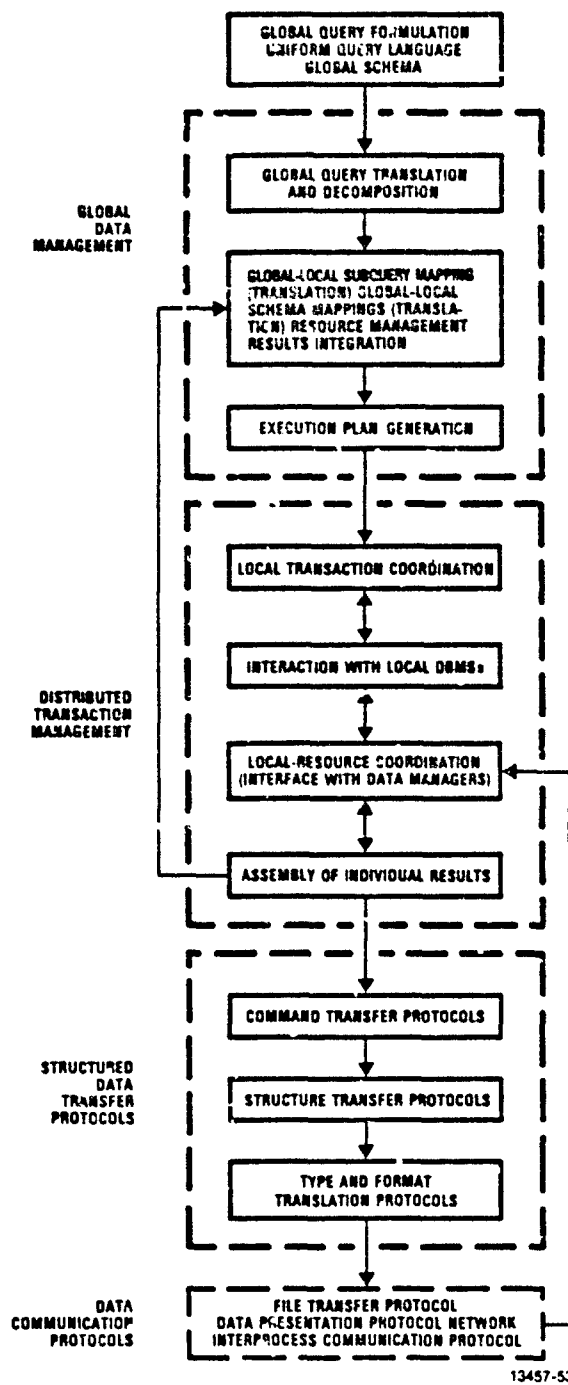 GLOBAL QUERY FORMULATION
UNIFORM QUERY LANGUAGE
GLOBAL SCHEMA
GLOBAL
DATA
MANAGEMENT
GLOBAL QUERY TRANSLATION
AND DECOMPOSITION
GLOBAL-LOCAL SUBQUERY MAPPING
(TRANSLATION) GLOBAL-LOCAL
SCHEMA MAPPINGS (TRANSLA-
TION) RESOURCE MANAGEMENT
RESULTS INTEGRATION
EXECUTION PLAN GENERATION
DISTRIBUTED
TRANSACTION
MANAGEMENT
LOCAL TRANSACTION COORDINATION
INTERACTION WITH LOCAL DBMSs
LOCAL-RESOURCE COORDINATION
(INTERFACE WITH DATA MANAGERS)
ASSEMBLY OF INDIVIDUAL RESULTS
STRUCTURED
DATA
TRANSFER
PROTOCOLS
COMMAND TRANSFER PROTOCOLS
STRUCTURE TRANSFER PROTOCOLS
TYPE AND FORMAT
TRANSLATION PROTOCOLS
DATA
COMMUNICATION
PROTOCOLS
FILE TRANSFER PROTOCOL
DATA PRESENTATION PROTOCOL NETWORK
INTERPROCESS COMMUNICATION PROTOCOL
13457-53